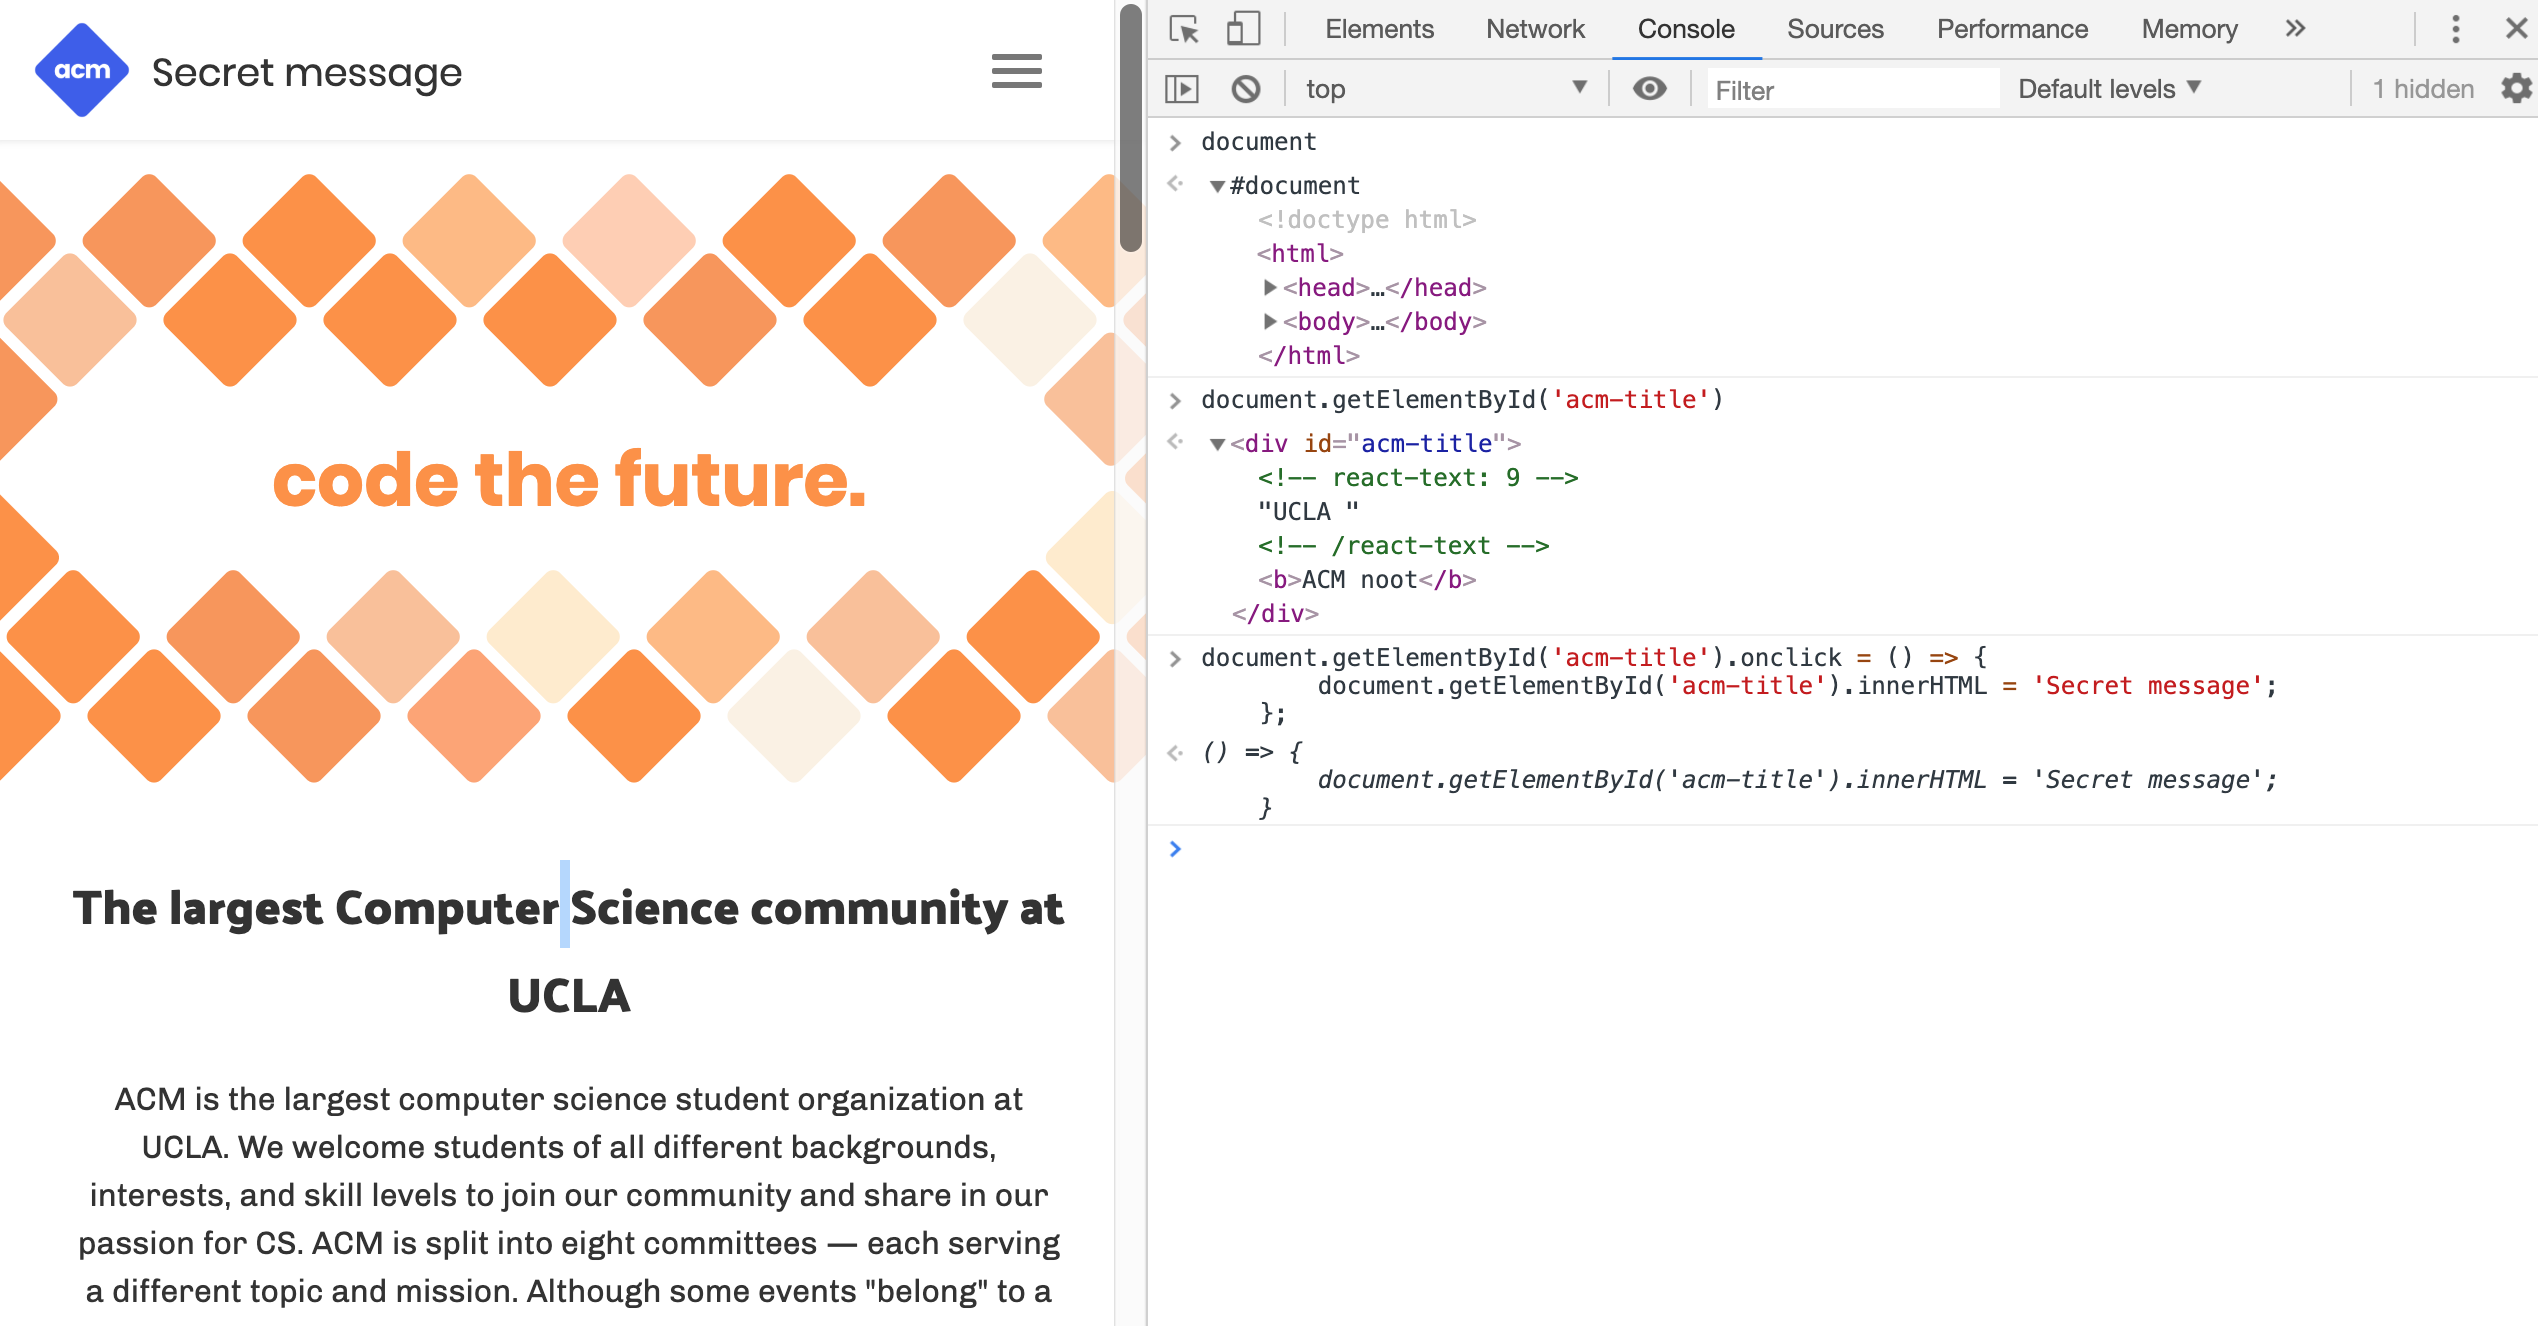 acm
Secret message
code the future.
The largest Computer Science community at
UCLA
ACM is the largest computer science student organization at
UCLA. We welcome students of all different backgrounds,
interests, and skill levels to join our community and share in our
passion for CS. ACM is split into eight committees — each serving
a different topic and mission. Although some events "belong" to a
Elements Network Console Sources Performance Memory »
top Filter Default levels 1 hidden
document
#document
<!doctype html>
<html>
<head>…</head>
<body>…</body>
</html>
document.getElementById('acm-title')
<div id="acm-title">
<!-- react-text: 9 -->
"UCLA "
<!-- /react-text -->
<b>ACM noot</b>
</div>
document.getElementById('acm-title').onclick = () => {
document.getElementById('acm-title').innerHTML = 'Secret message';
};
() => {
document.getElementById('acm-title').innerHTML = 'Secret message';
}